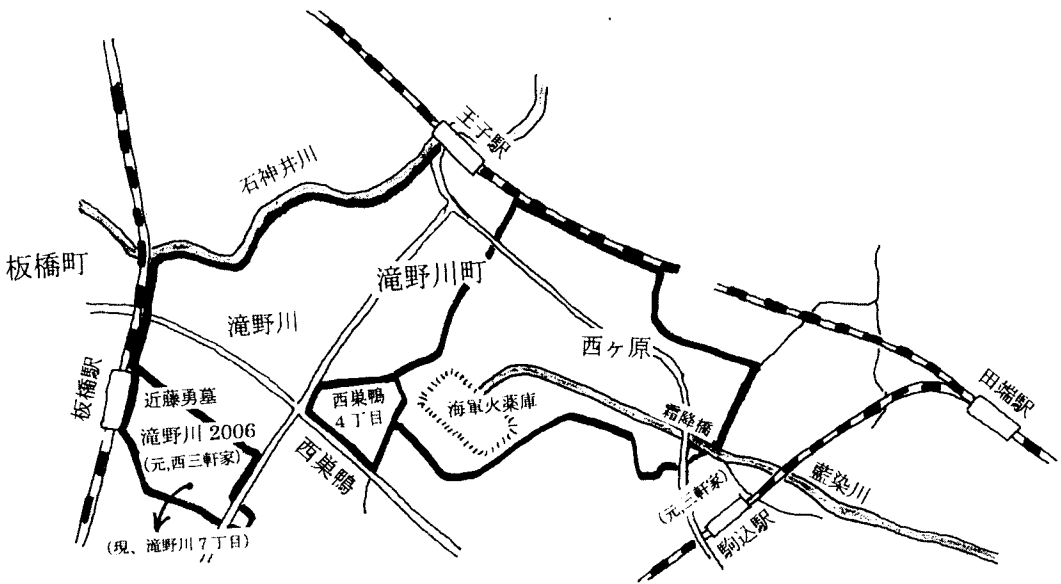 王子駅
石神井川
板橋町
滝野川町
滝野川
西ヶ原
板橋駅
近藤勇墓
滝野川 2006
(元,西三軒家)
西巣鴨
4丁目
海軍火薬庫
田端駅
霜降橋
西巣鴨
藍染川
(元,三軒家)
駒込駅
(現、滝野川7丁目)